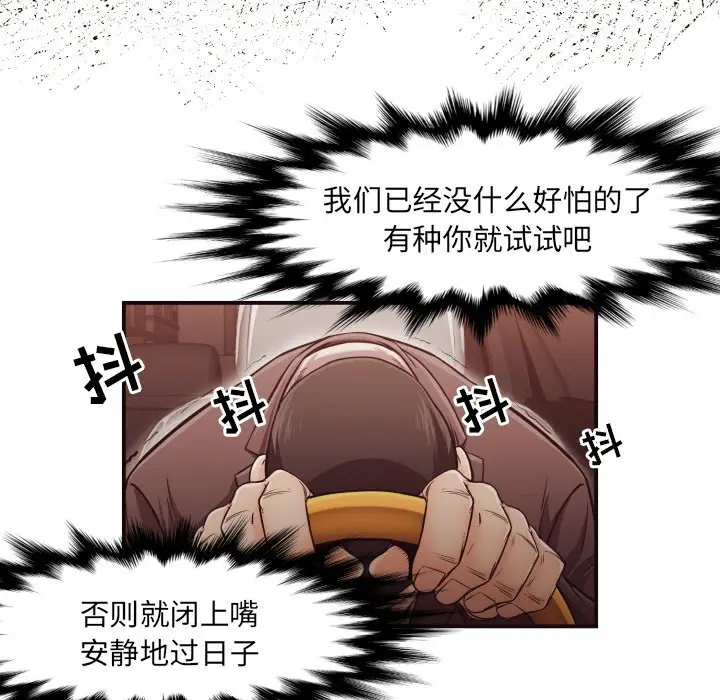 我们已经没什么好怕的了
有种你就试试吧
抖
抖
抖
抖
否则就闭上嘴
安静地过日子